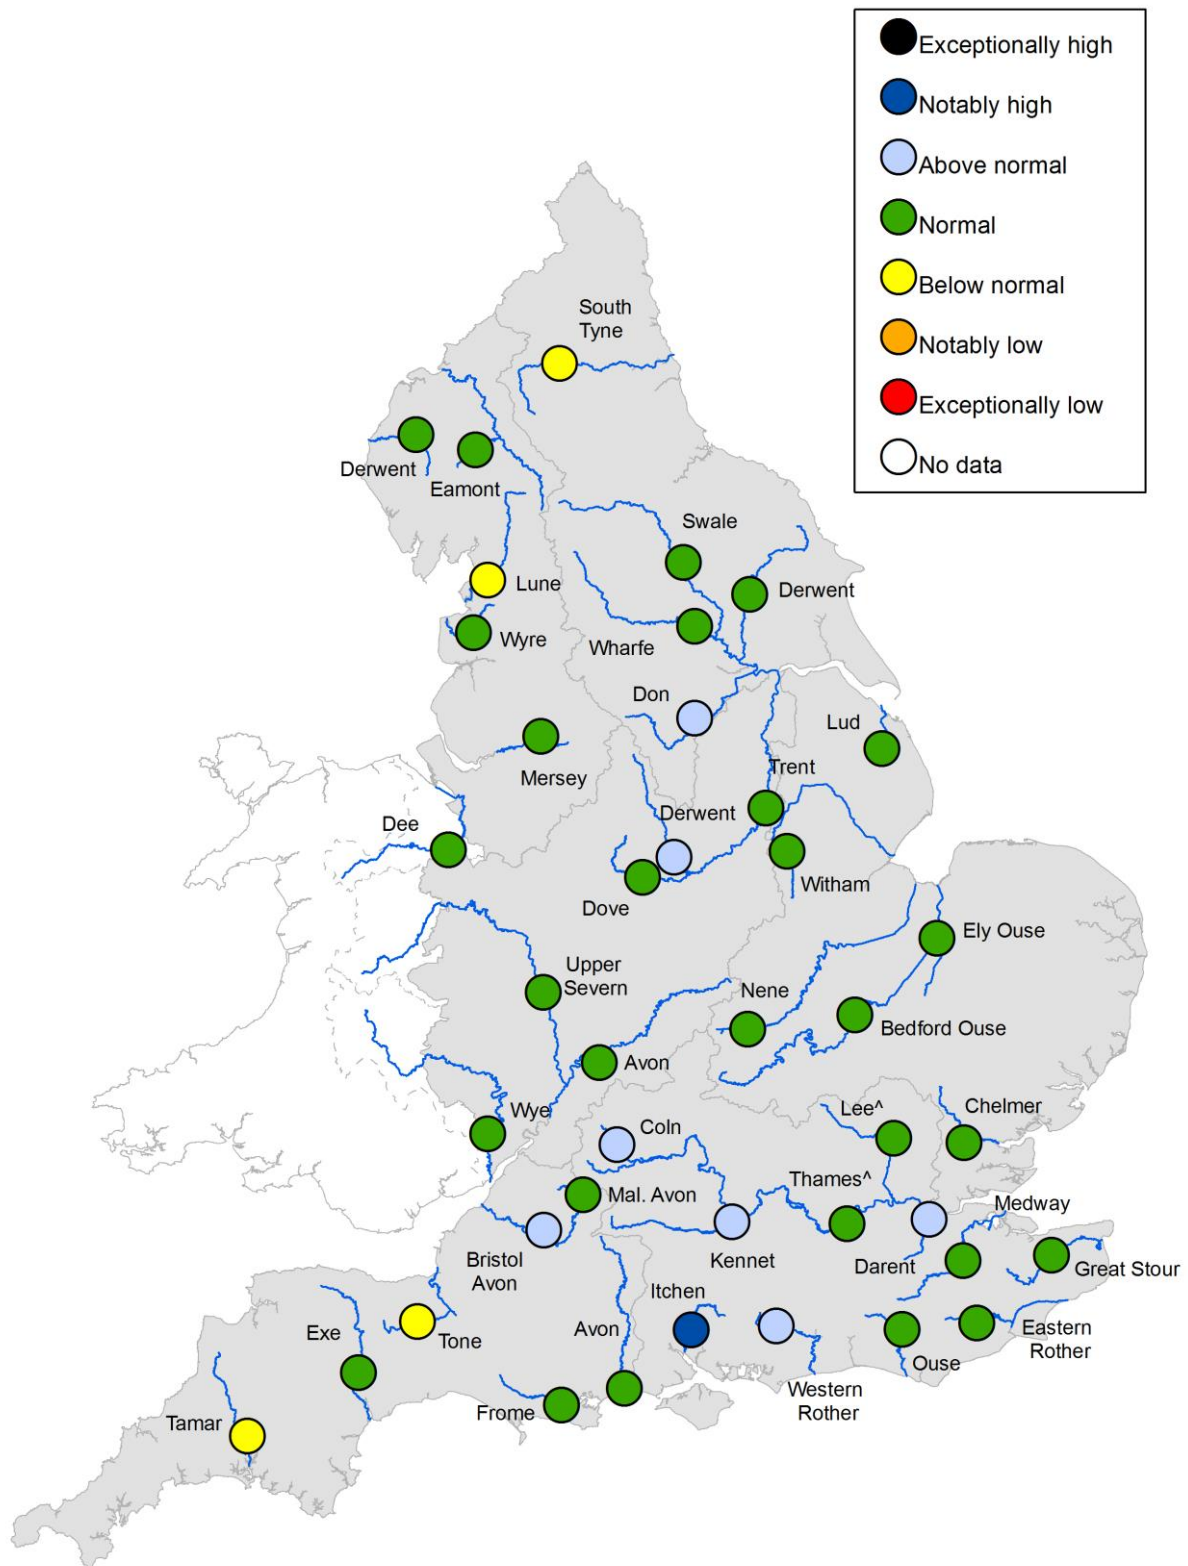 Exceptionally high
Notably high
Above normal
Normal
Below normal
Notably low
Exceptionally low
No data
South
Tyne
Derwent
Eamont
Swale
Lune
Derwent
Wyre
Wharfe
Don
Lud
Mersey
Trent
Derwent
Dee
Witham
Dove
Ely Ouse
Upper
Severn
Nene
Bedford Ouse
Avon
Wye
Coln
Lee^
Chelmer
Thames^
Mal. Avon
Medway
Bristol
Avon
Kennet
Darent
Great Stour
Itchen
Exe
Tone
Avon
Ouse
Eastern
Rother
Western
Rother
Frome
Tamar